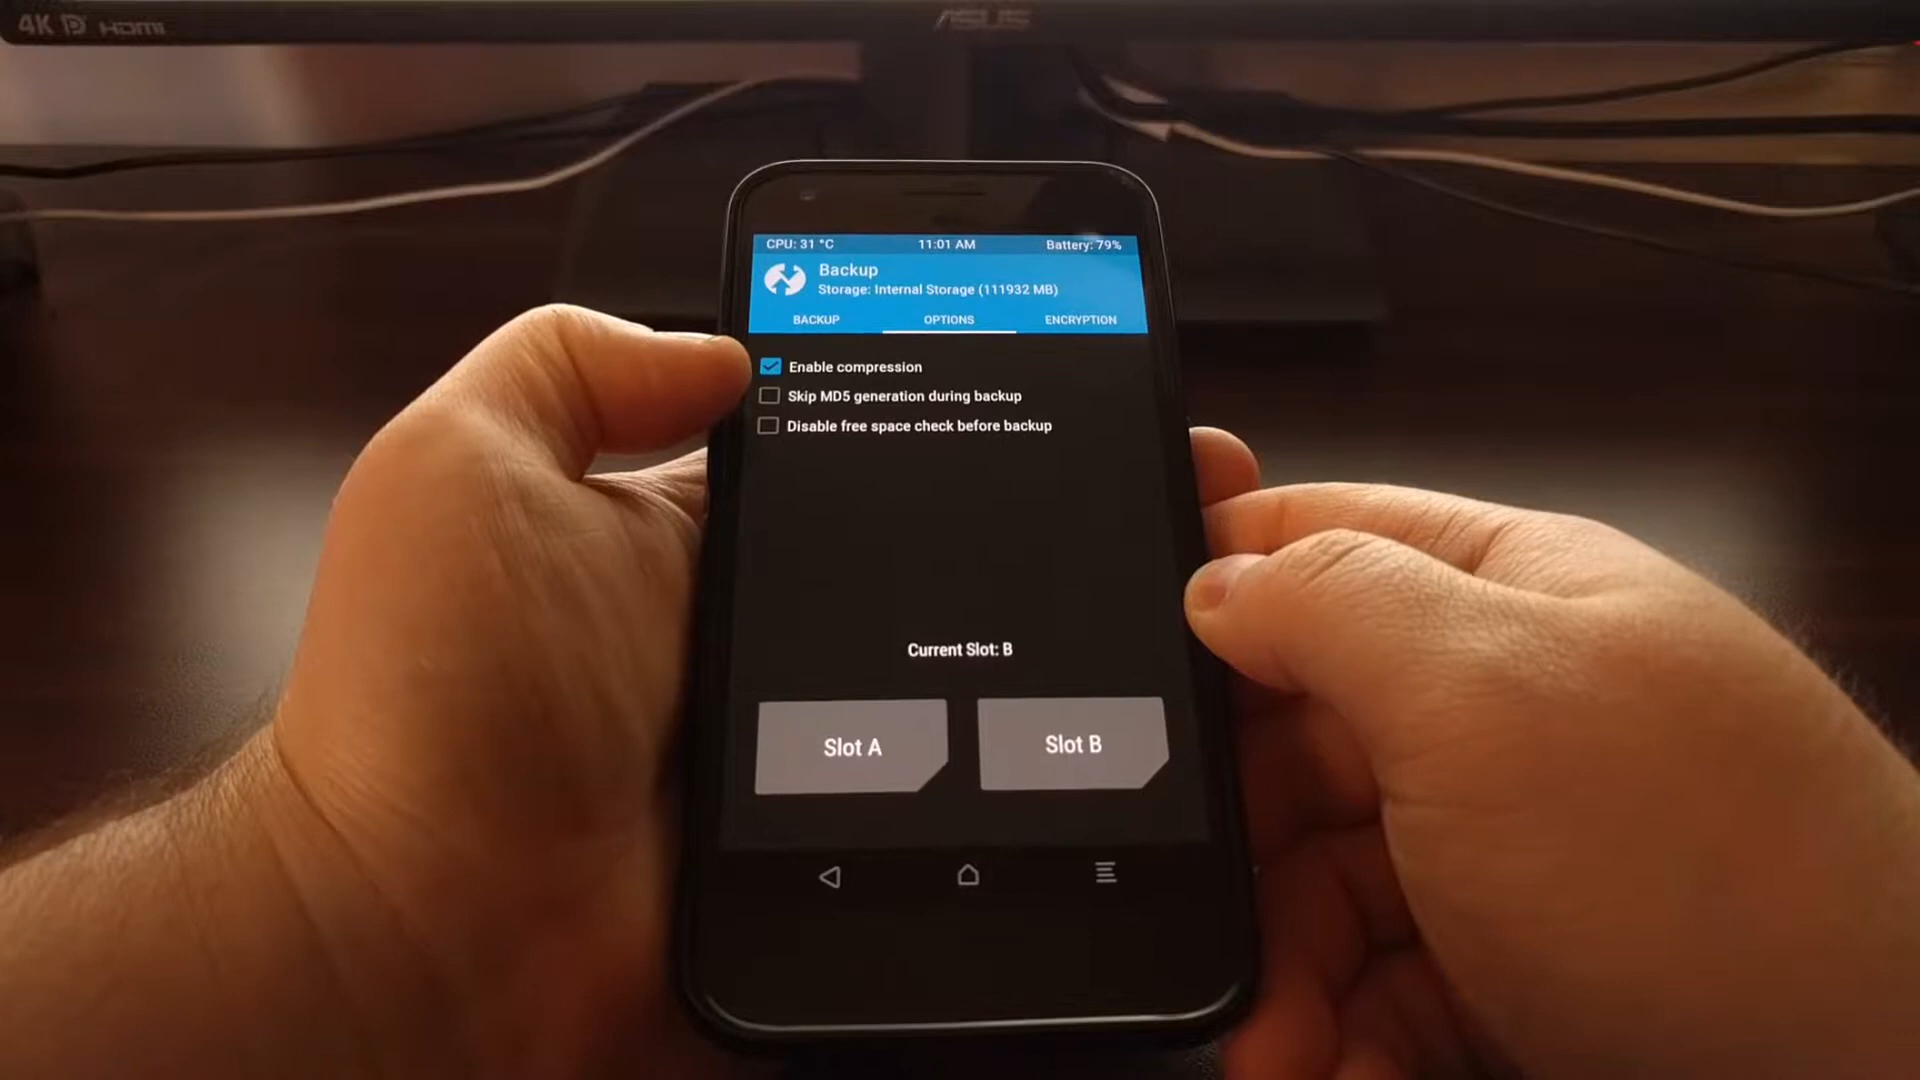 4K HDMI
ASUS
CPU: 31 °C 11:01 AM Battery: 79%
Backup
Storage: Internal Storage (111932 MB)
BACKUP OPTIONS ENCRYPTION
Enable compression
Skip MD5 generation during backup
Disable free space check before backup
Current Slot: B
Slot A Slot B